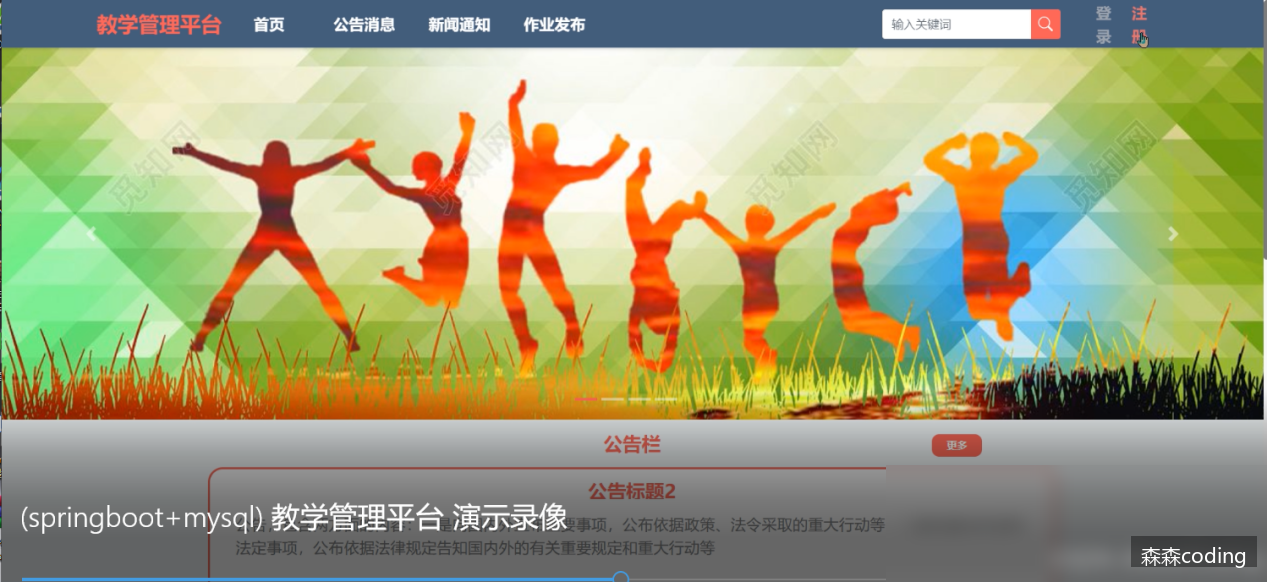 教学管理平台 首页 公告消息 新闻通知 作业发布 输入关键词 登录 注册
觅知网 觅知网 觅知网 觅知网
公告栏 更多
公告标题2
要事项，公布依据政策、法令采取的重大行动等
(springboot+mysql) 教学管理平台 演示录像
法定事项，公布依据法律规定告知国内外的有关重要规定和重大行动等
森森coding